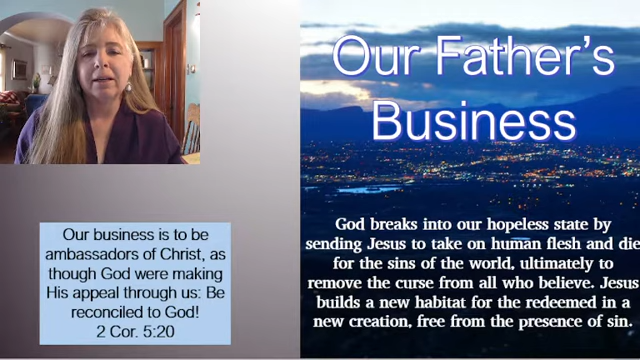 Our Father's
Business
God breaks into our hopeless state by
sending Jesus to take on human flesh and die
for the sins of the world, ultimately to
remove the curse from all who believe. Jesus
builds a new habitat for the redeemed in a
new creation, free from the presence of sin.
Our business is to be
ambassadors of Christ, as
though God were making
His appeal through us: Be
reconciled to God!
2 Cor. 5:20